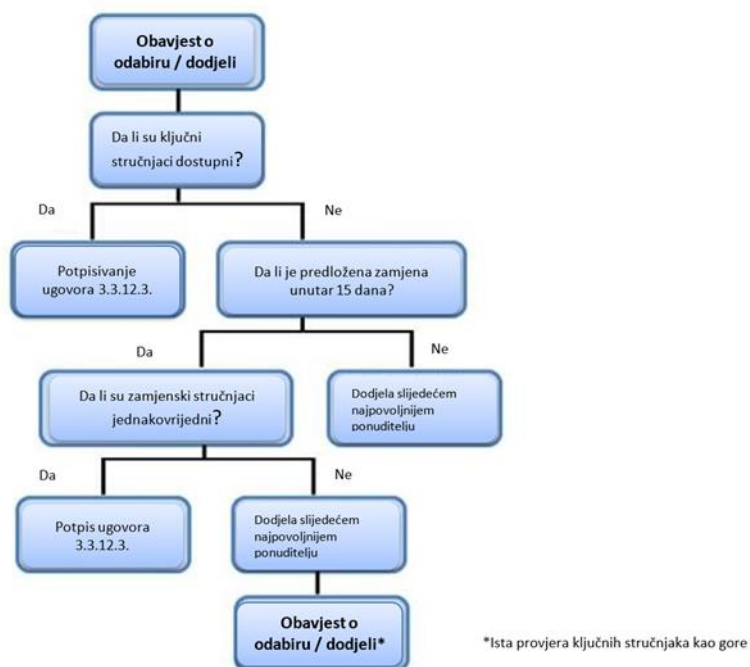 Obavjest o
odabiru / dodjeli
Da li su ključni
stručnjaci dostupni?
Da
Ne
Potpisivanje
ugovora 3.3.12.3.
Da li je predložena zamjena
unutar 15 dana?
Da
Ne
Da li su zamjenski stručnjaci
jednakovrijedni?
Dodjela slijedećem
najpovoljnijem
ponuditelju
Da
Ne
Potpis ugovora
3.3.12.3.
Dodjela slijedećem
najpovoljnijem
ponuditelju
Obavjest o
odabiru / dodjeli*
*Ista provjera ključnih stručnjaka kao gore